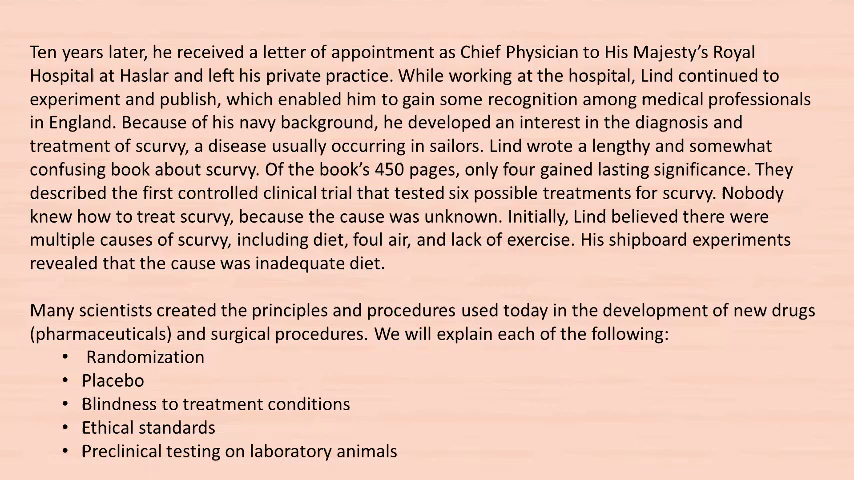 Ten years later, he received a letter of appointment as Chief Physician to His Majesty's Royal
Hospital at Haslar and left his private practice. While working at the hospital, Lind continued to
experiment and publish, which enabled him to gain some recognition among medical professionals
in England. Because of his navy background, he developed an interest in the diagnosis and
treatment of scurvy, a disease usually occurring in sailors. Lind wrote a lengthy and somewhat
confusing book about scurvy. Of the book's 450 pages, only four gained lasting significance. They
described the first controlled clinical trial that tested six possible treatments for scurvy. Nobody
knew how to treat scurvy, because the cause was unknown. Initially, Lind believed there were
multiple causes of scurvy, including diet, foul air, and lack of exercise. His shipboard experiments
revealed that the cause was inadequate diet.

Many scientists created the principles and procedures used today in the development of new drugs
(pharmaceuticals) and surgical procedures. We will explain each of the following:
• Randomization
• Placebo
• Blindness to treatment conditions
• Ethical standards
• Preclinical testing on laboratory animals